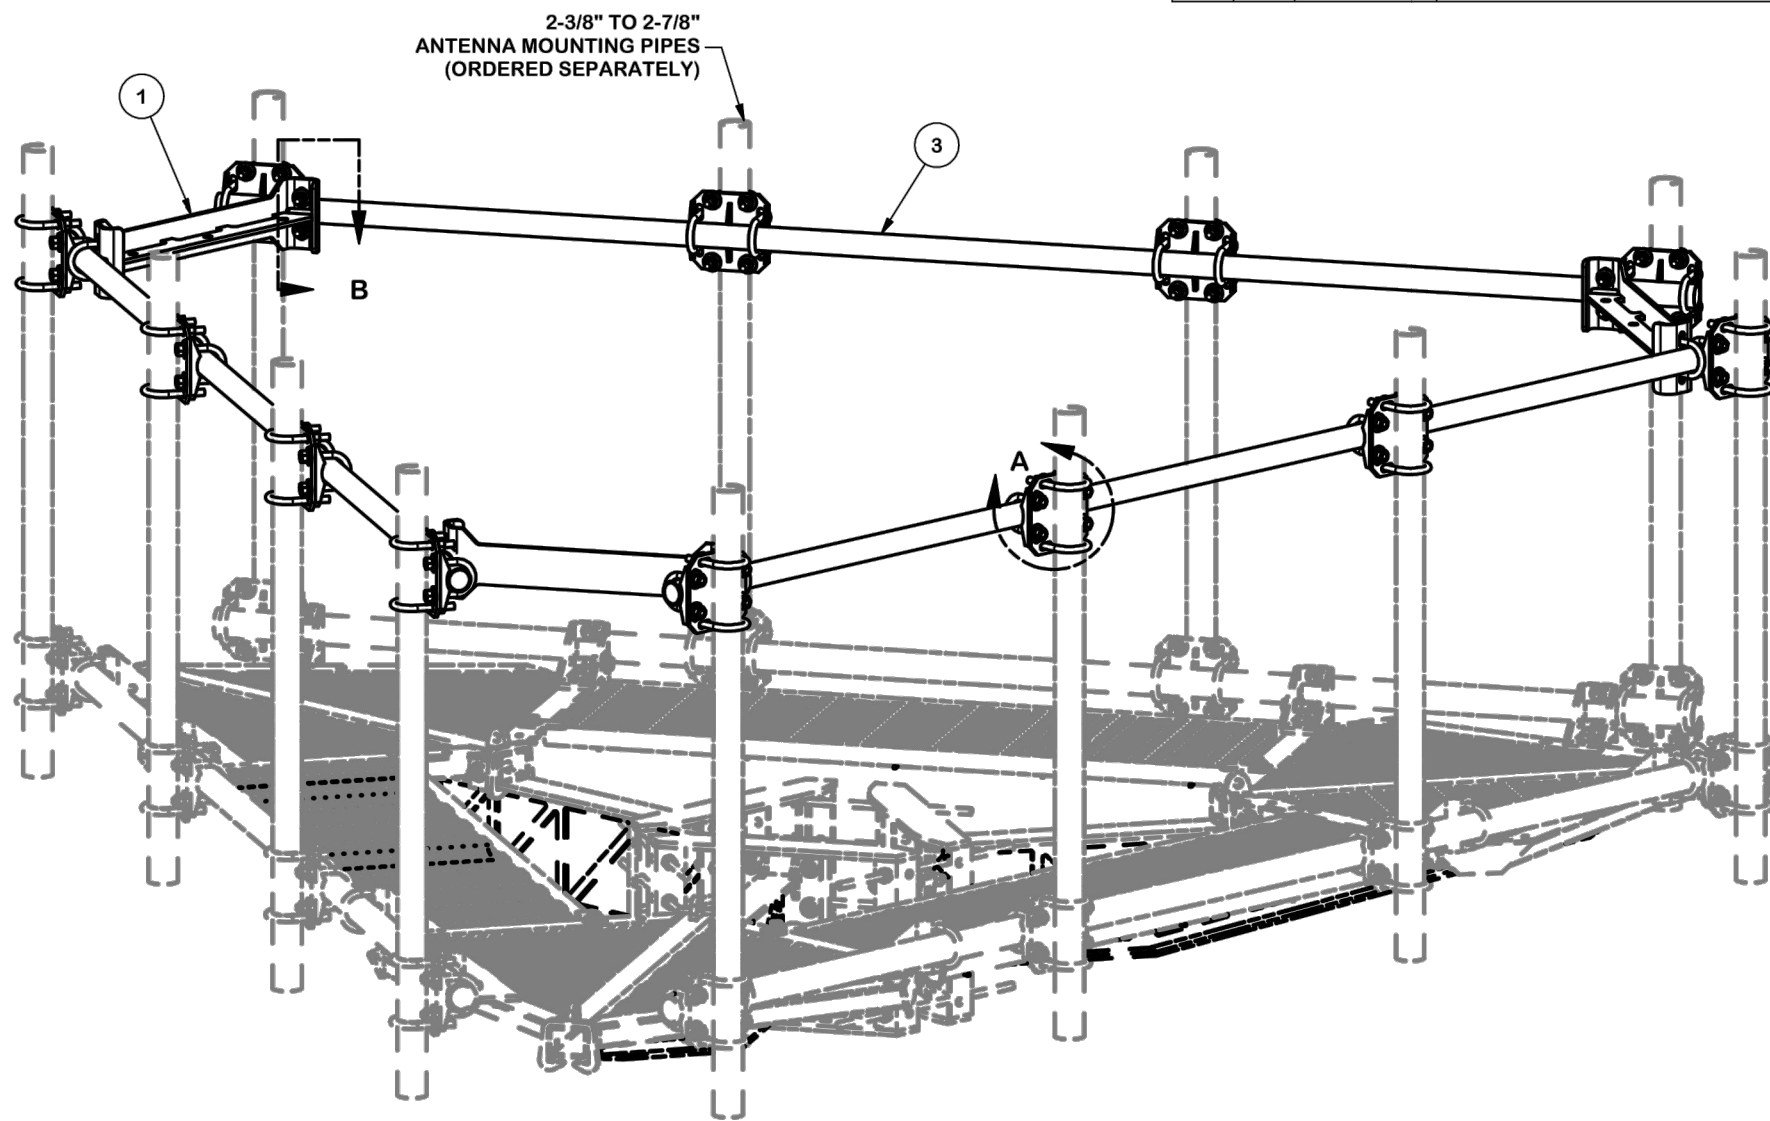 2-3/8" TO 2-7/8"
ANTENNA MOUNTING PIPES
(ORDERED SEPARATELY)
1
3
B
A